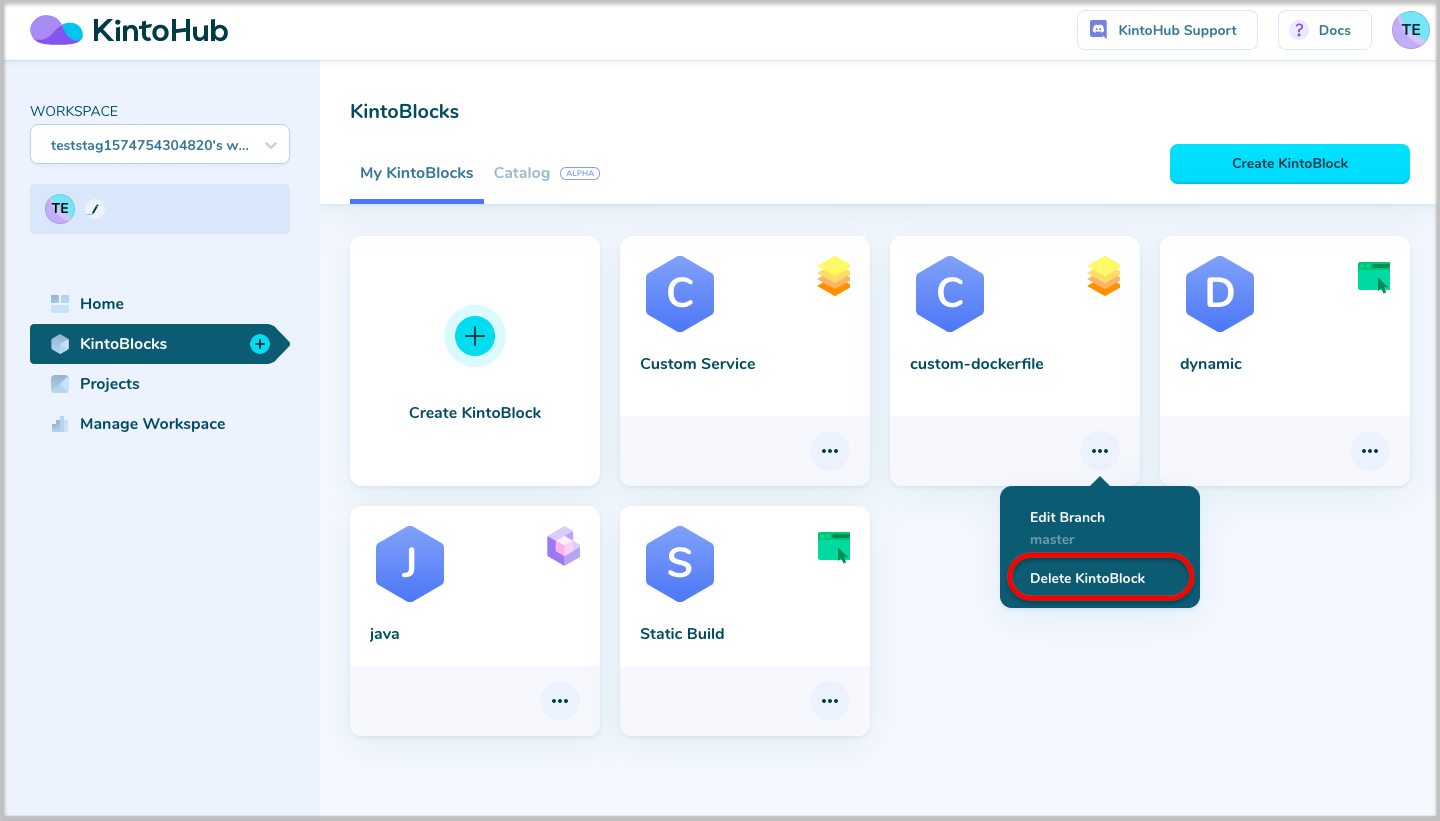 KintoHub
KintoHub Support
? Docs
TE
WORKSPACE
teststag1574754304820's w...
TE
Home
KintoBlocks
Projects
Manage Workspace
KintoBlocks
My KintoBlocks
Catalog ALPHA
Create KintoBlock
Create KintoBlock
C
Custom Service
C
custom-dockerfile
D
dynamic
Edit Branch
master
Delete KintoBlock
J
java
S
Static Build